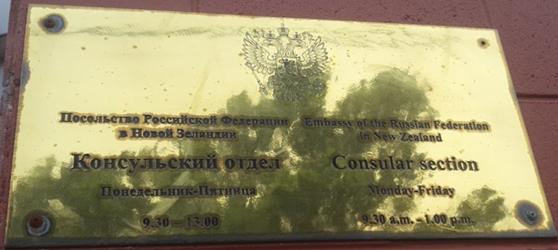 Посольство Российской Федерации
в Новой Зеландии
Консульский отдел
Понедельник-Пятница
9.30 – 13.00
Embassy of the Russian Federation
in New Zealand
Consular section
Monday-Friday
9.30 a.m. - 1.00 p.m.